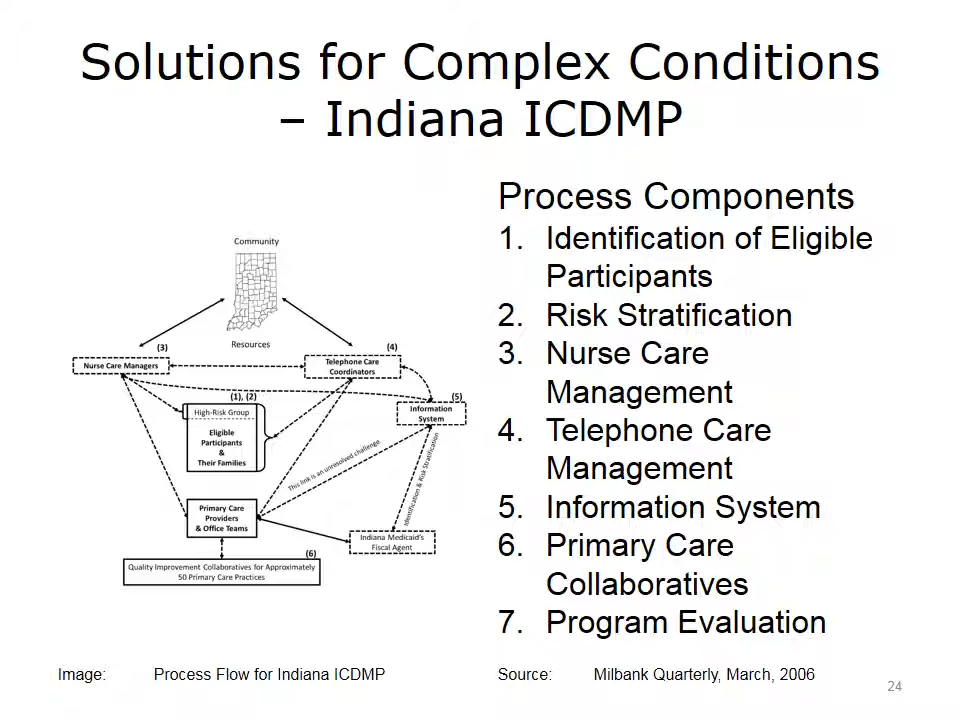 Solutions for Complex Conditions
– Indiana ICDMP
Community
Resources
(3)
Nurse Care Managers
(4)
Telephone Care
Coordinators
(5)
Information
System
(1), (2)
High-Risk Group
Eligible
Participants
&
Their Families
This link is an unresolved challenge.
Identification & Risk Stratification
Primary Care
Providers
& Office Teams
Indiana Medicaid's
Fiscal Agent
(6)
Quality Improvement Collaboratives for Approximately
50 Primary Care Practices
Process Components
1. Identification of Eligible
Participants
2. Risk Stratification
3. Nurse Care
Management
4. Telephone Care
Management
5. Information System
6. Primary Care
Collaboratives
7. Program Evaluation
Image: Process Flow for Indiana ICDMP
Source: Milbank Quarterly, March, 2006
24